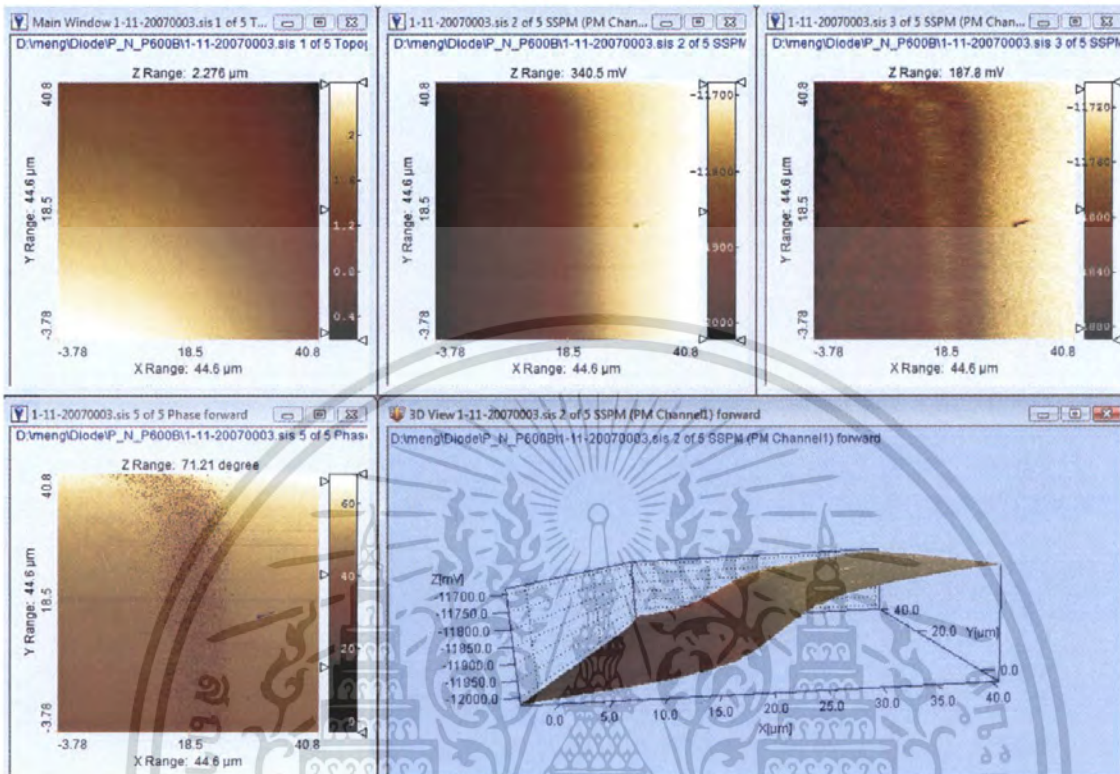 Main Window 1-11-20070003.sis 1 of 5 T...
D:\meng\Diode\P_N_P600B\1-11-20070003.sis 1 of 5 Topog
Z Range: 2.276 µm
40.8
18.5
-3.78
Y Range: 44.6 µm
2
1.6
1.2
0.8
0.4
-3.78 18.5 40.8
X Range: 44.6 µm
1-11-20070003.sis 2 of 5 SSPM (PM Chan...
D:\meng\Diode\P_N_P600B\1-11-20070003.sis 2 of 5 SSPM
Z Range: 340.5 mV
40.8
18.5
-3.78
Y Range: 44.6 µm
-11700
-11800
-11900
-12000
-3.78 18.5 40.8
X Range: 44.6 µm
1-11-20070003.sis 3 of 5 SSPM (PM Chan...
D:\meng\Diode\P_N_P600B\1-11-20070003.sis 3 of 5 SSPM
Z Range: 187.8 mV
40.8
18.5
-3.78
Y Range: 44.6 µm
-3.78 18.5 40.8
X Range: 44.6 µm
1-11-20070003.sis 5 of 5 Phase forward
D:\meng\Diode\P_N_P600B\1-11-20070003.sis 5 of 5 Phas
Z Range: 71.21 degree
40.8
18.5
-3.78
Y Range: 44.6 µm
60
40
20
0
-3.78 18.5 40.8
X Range: 44.6 µm
3D View 1-11-20070003.sis 2 of 5 SSPM (PM Channel1) forward
D:\meng\Diode\P_N_P600B\1-11-20070003.sis 2 of 5 SSPM (PM Channel1) forward
Z[mV]
-11700.0
-11750.0
-11800.0
-11850.0
-11900.0
-11950.0
-12000.0
0.0 5.0 10.0 15.0 20.0 25.0 30.0 35.0 40.0
X[µm]
40.0
20.0
0.0
Y[µm]